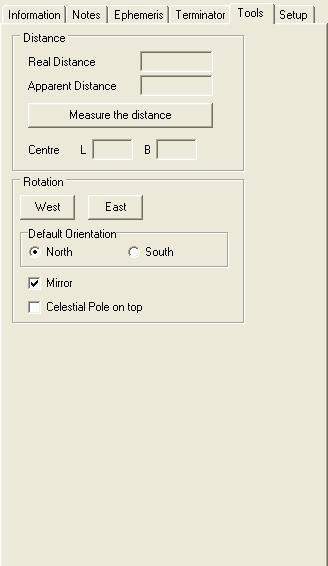 Information Notes Ephemeris Terminator Tools Setup
Distance
Real Distance
Apparent Distance
Measure the distance
Centre L B
Rotation
West East
Default Orientation
North South
Mirror
Celestial Pole on top